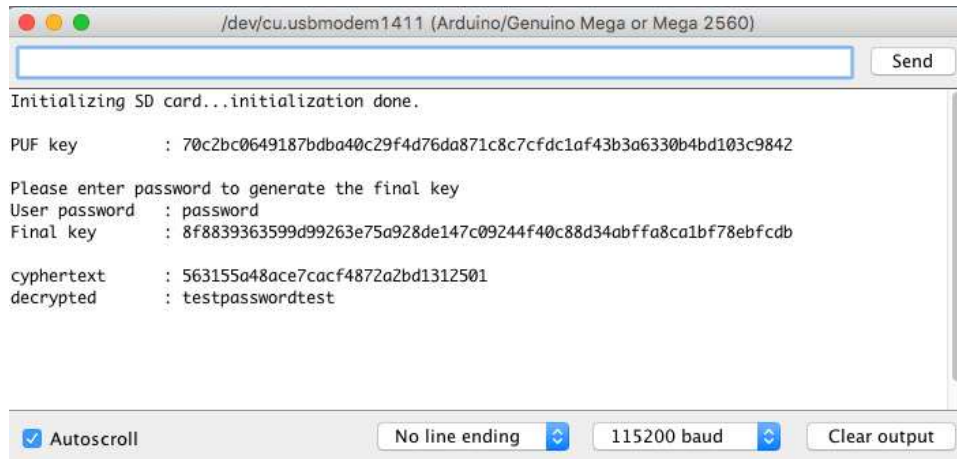 /dev/cu.usbmodem1411 (Arduino/Genuino Mega or Mega 2560)
Send
Initializing SD card...initialization done.
PUF key : 70c2bc0649187bdba40c29f4d76da871c8c7cfdc1af43b3a6330b4bd103c9842
Please enter password to generate the final key
User password : password
Final key : 8f8839363599d99263e75a928de147c09244f40c88d34abffa8ca1bf78ebfcdb
cyphertext : 563155a48ace7cacf4872a2bd1312501
decrypted : testpasswordtest
Autoscroll No line ending 115200 baud Clear output